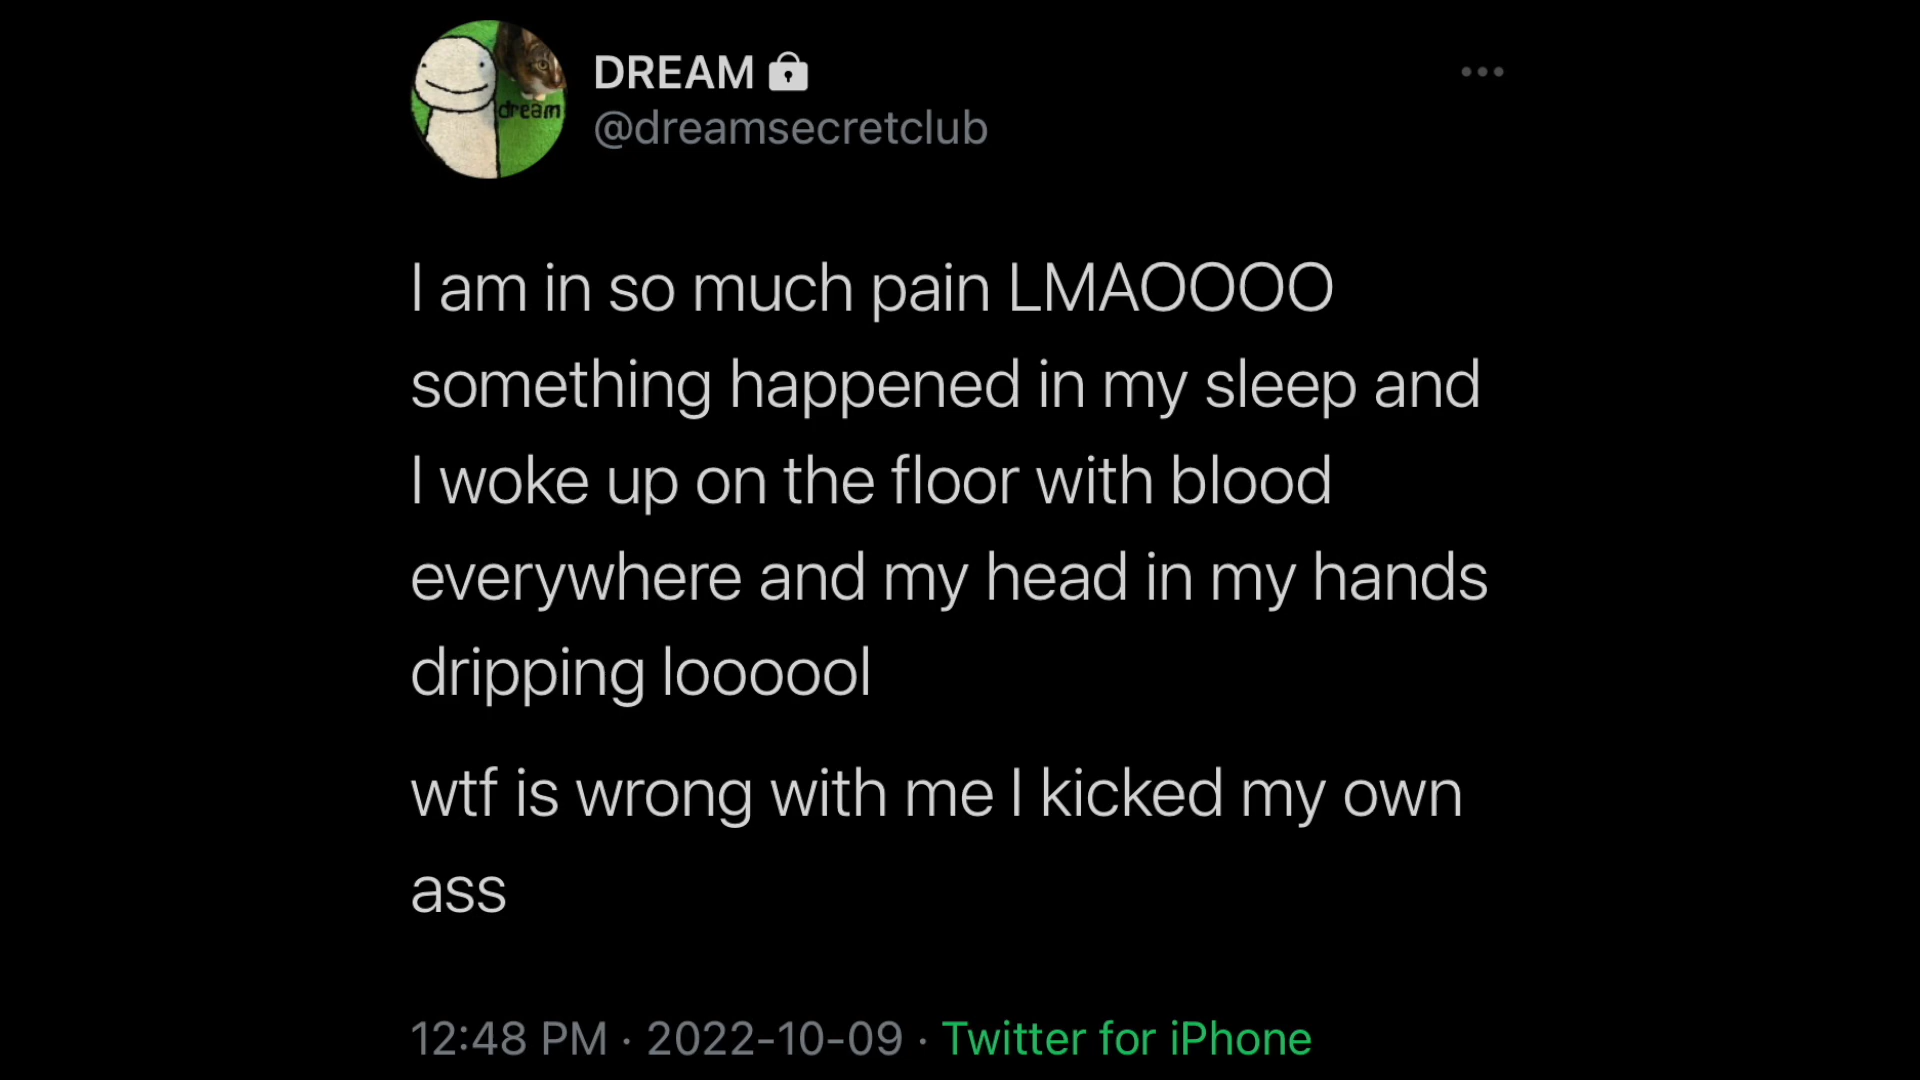 DREAM
@dreamsecretclub
dream
I am in so much pain LMAOOOO
something happened in my sleep and
I woke up on the floor with blood
everywhere and my head in my hands
dripping loooool
wtf is wrong with me I kicked my own
ass
12:48 PM · 2022-10-09 · Twitter for iPhone